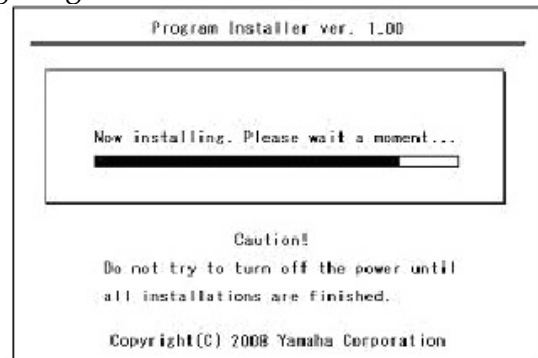 Program Installer ver. 1.00
Now installing. Please wait a moment...
Caution!
Do not try to turn off the power until
all installations are finished.
Copyright(C) 2008 Yamaha Corporation